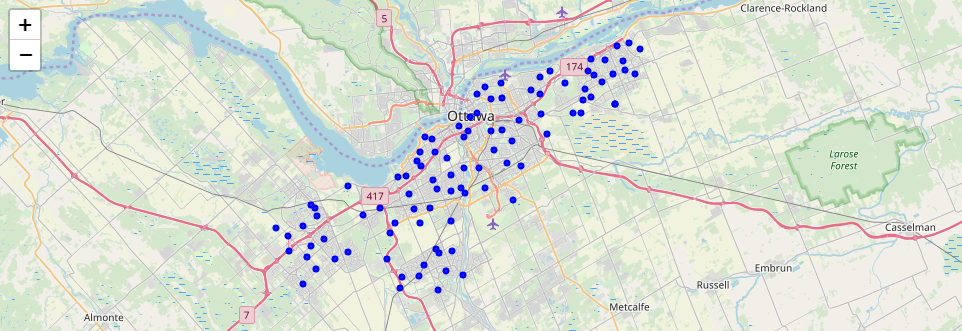 +
−
5
Clarence-Rockland
174
Ottawa
Larose
Forest
417
Casselman
Embrun
Russell
Metcalfe
7
Almonte